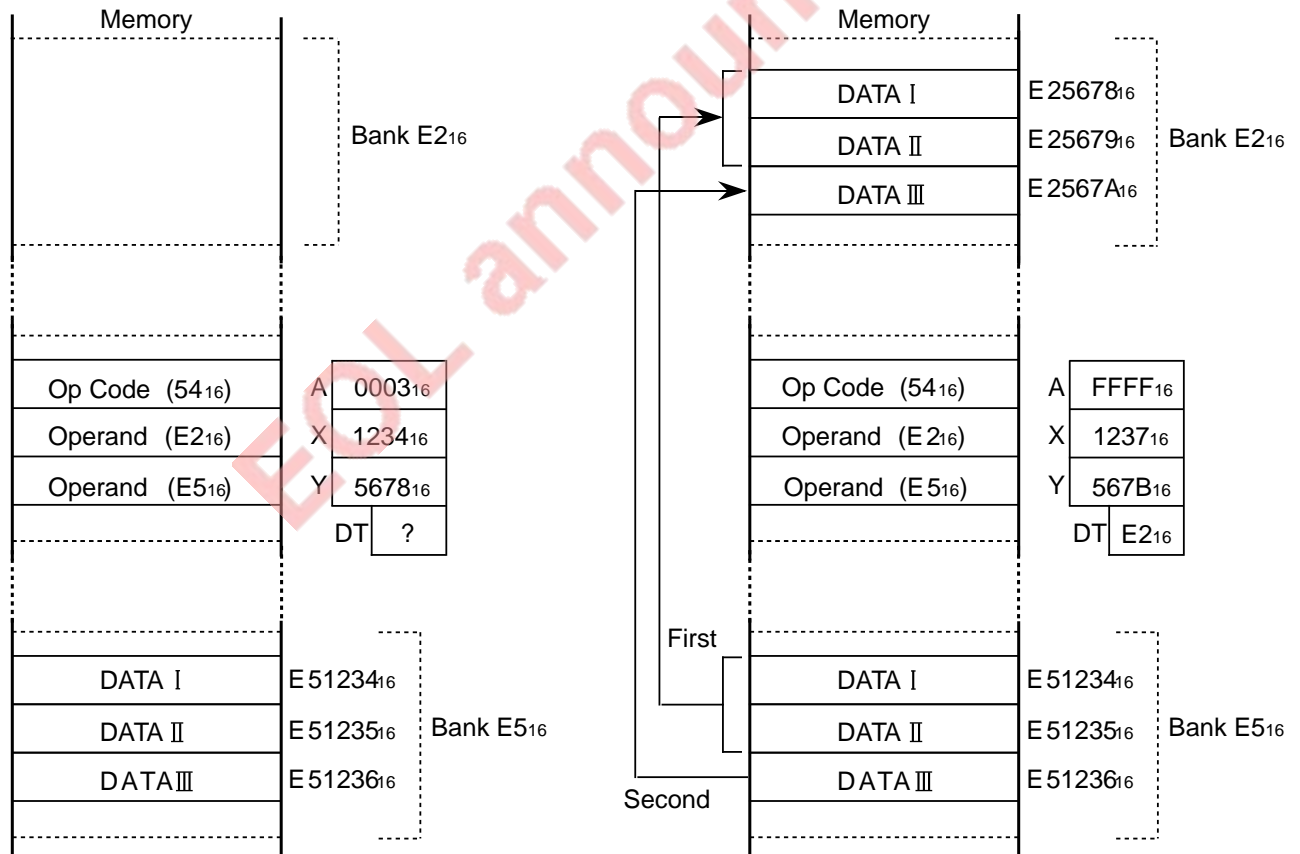 Memory
Bank E2₁₆
Op Code (54₁₆)
Operand (E2₁₆)
Operand (E5₁₆)
A 0003₁₆
X 1234₁₆
Y 5678₁₆
DT ?
DATA Ⅰ E51234₁₆
DATA Ⅱ E51235₁₆
DATA Ⅲ E51236₁₆
Bank E5₁₆
Memory
DATA Ⅰ E25678₁₆
DATA Ⅱ E25679₁₆
DATA Ⅲ E2567A₁₆
Bank E2₁₆
Op Code (54₁₆)
Operand (E2₁₆)
Operand (E5₁₆)
A FFFF₁₆
X 1237₁₆
Y 567B₁₆
DT E2₁₆
First
Second
DATA Ⅰ E51234₁₆
DATA Ⅱ E51235₁₆
DATA Ⅲ E51236₁₆
Bank E5₁₆
EOL